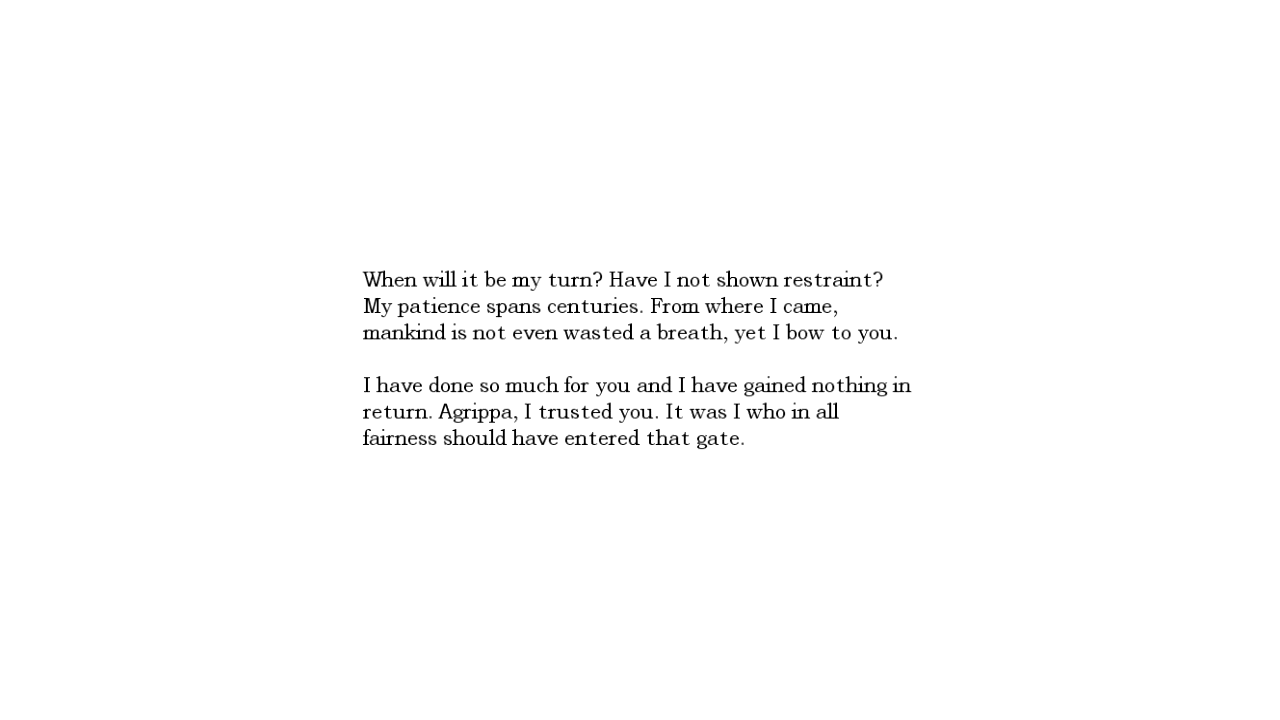 When will it be my turn? Have I not shown restraint?
My patience spans centuries. From where I came,
mankind is not even wasted a breath, yet I bow to you.
I have done so much for you and I have gained nothing in
return. Agrippa, I trusted you. It was I who in all
fairness should have entered that gate.